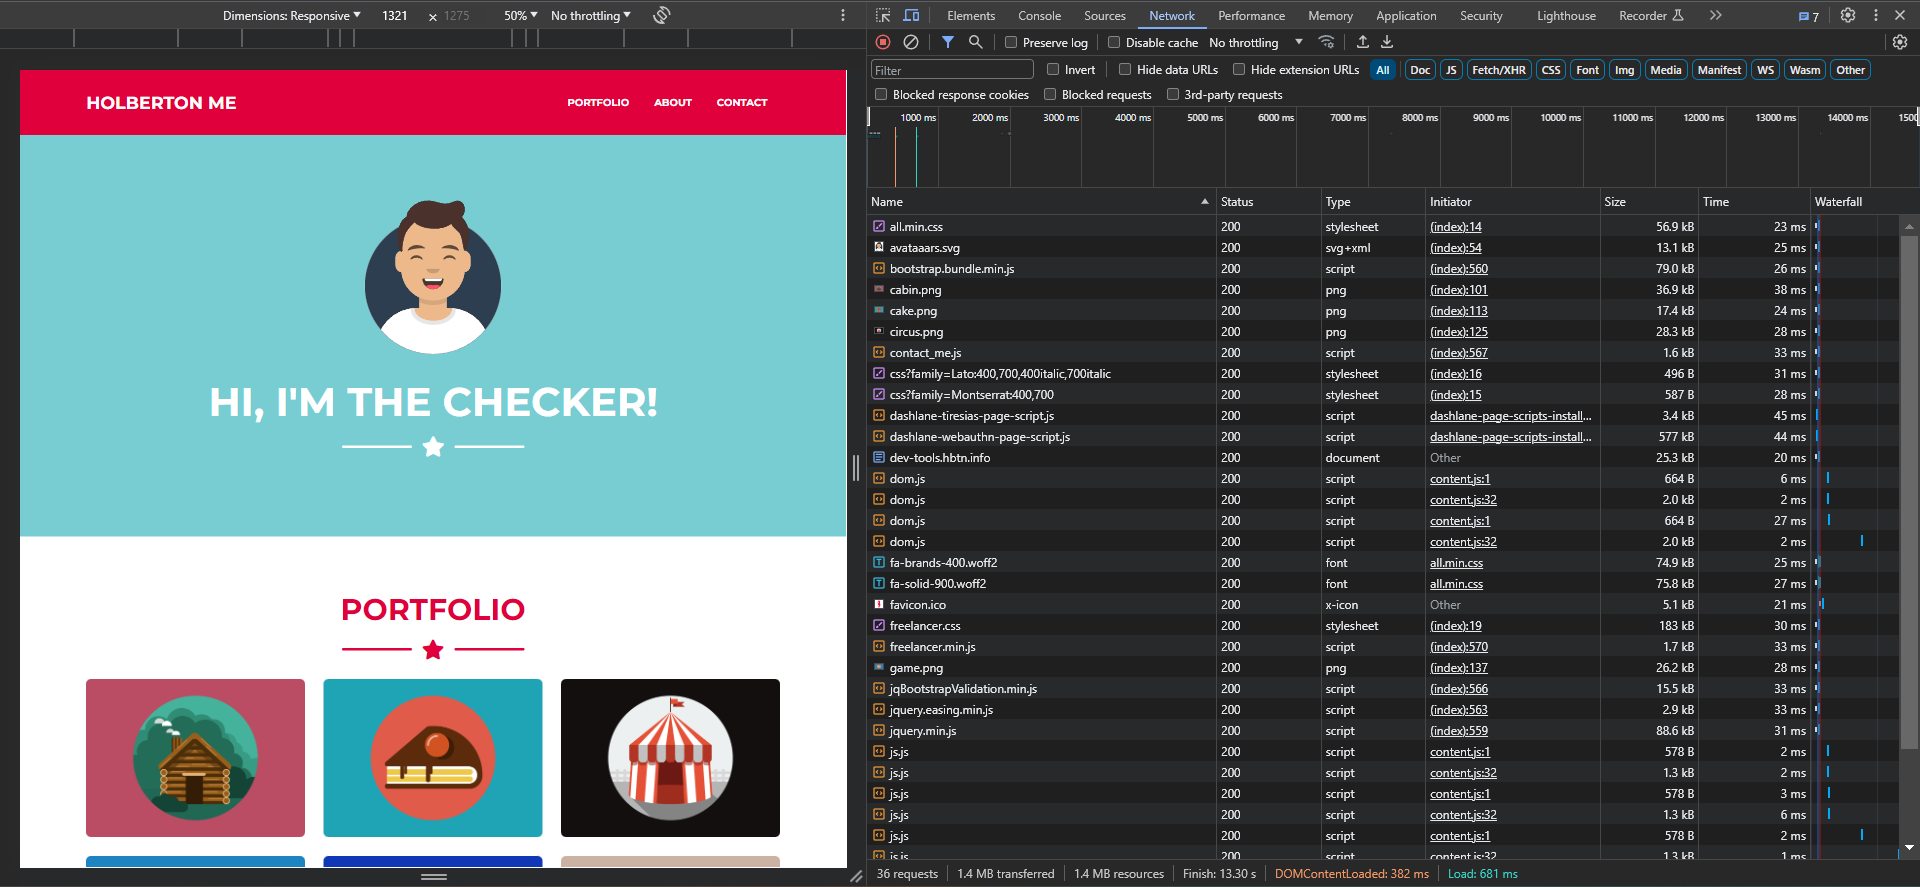 Dimensions: Responsive 1321 × 1275 50% No throttling
Elements Console Sources Network Performance Memory Application Security Lighthouse Recorder 7
Preserve log Disable cache No throttling
Filter Invert Hide data URLs Hide extension URLs All Doc JS Fetch/XHR CSS Font Img Media Manifest WS Wasm Other
Blocked response cookies Blocked requests 3rd-party requests
1000 ms 2000 ms 3000 ms 4000 ms 5000 ms 6000 ms 7000 ms 8000 ms 9000 ms 10000 ms 11000 ms 12000 ms 13000 ms 14000 ms 1500
HOLBERTON ME PORTFOLIO ABOUT CONTACT
HI, I'M THE CHECKER!
PORTFOLIO
Name Status Type Initiator Size Time Waterfall
all.min.css 200 stylesheet (index):14 56.9 kB 23 ms
avataaars.svg 200 svg+xml (index):54 13.1 kB 25 ms
bootstrap.bundle.min.js 200 script (index):560 79.0 kB 26 ms
cabin.png 200 png (index):101 36.9 kB 38 ms
cake.png 200 png (index):113 17.4 kB 24 ms
circus.png 200 png (index):125 28.3 kB 28 ms
contact_me.js 200 script (index):567 1.6 kB 33 ms
css?family=Lato:400,700,400italic,700italic 200 stylesheet (index):16 496 B 31 ms
css?family=Montserrat:400,700 200 stylesheet (index):15 587 B 28 ms
dashlane-tiresias-page-script.js 200 script dashlane-page-scripts-install... 3.4 kB 45 ms
dashlane-webauthn-page-script.js 200 script dashlane-page-scripts-install... 577 kB 44 ms
dev-tools.hbtn.info 200 document Other 25.3 kB 20 ms
dom.js 200 script content.js:1 664 B 6 ms
dom.js 200 script content.js:32 2.0 kB 2 ms
dom.js 200 script content.js:1 664 B 27 ms
dom.js 200 script content.js:32 2.0 kB 2 ms
fa-brands-400.woff2 200 font all.min.css 74.9 kB 25 ms
fa-solid-900.woff2 200 font all.min.css 75.8 kB 27 ms
favicon.ico 200 x-icon Other 5.1 kB 21 ms
freelancer.css 200 stylesheet (index):19 183 kB 30 ms
freelancer.min.js 200 script (index):570 1.7 kB 33 ms
game.png 200 png (index):137 26.2 kB 28 ms
jqBootstrapValidation.min.js 200 script (index):566 15.5 kB 33 ms
jquery.easing.min.js 200 script (index):563 2.9 kB 33 ms
jquery.min.js 200 script (index):559 88.6 kB 31 ms
js.js 200 script content.js:1 578 B 2 ms
js.js 200 script content.js:32 1.3 kB 2 ms
js.js 200 script content.js:1 578 B 3 ms
js.js 200 script content.js:32 1.3 kB 6 ms
js.js 200 script content.js:1 578 B 2 ms
js.js 200 script content.js:32 1.3 kB 1 ms
36 requests 1.4 MB transferred 1.4 MB resources Finish: 13.30 s DOMContentLoaded: 382 ms Load: 681 ms